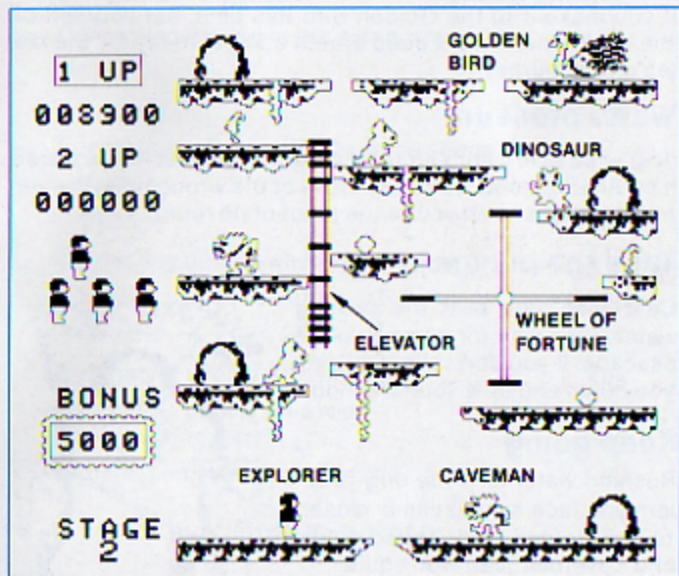 1 UP
008900
2 UP
000000
BONUS
5000
STAGE
2
GOLDEN
BIRD
DINOSAUR
ELEVATOR
WHEEL OF
FORTUNE
EXPLORER
CAVEMAN